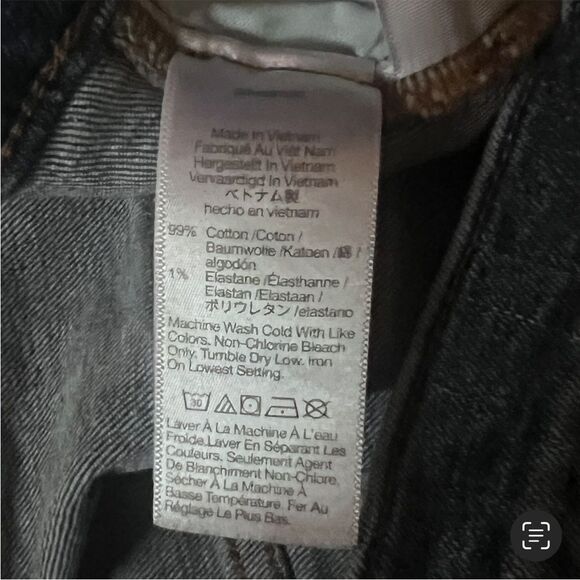 Made In Vietnam
Fabriqué Au Viêt Nam
Hergestellt In Vietnam
Vervaardigd In Vietnam
ベトナム製
hecho en vietnam
99% Cotton /Coton /
Baumwolle /Katoen /綿 /
algodón
1% Elastane /Élasthanne /
Elastan /Elastaan /
ポリウレタン /elastano
Machine Wash Cold With Like
Colors. Non-Chlorine Bleach
Only. Tumble Dry Low. Iron
On Lowest Setting.
30
Laver À La Machine À L'eau
Froide.Laver En Séparant Les
Couleurs. Seulement Agent
De Blanchiment Non-Chlore.
Sécher À La Machine À
Basse Température. Fer Au
Réglage Le Plus Bas.